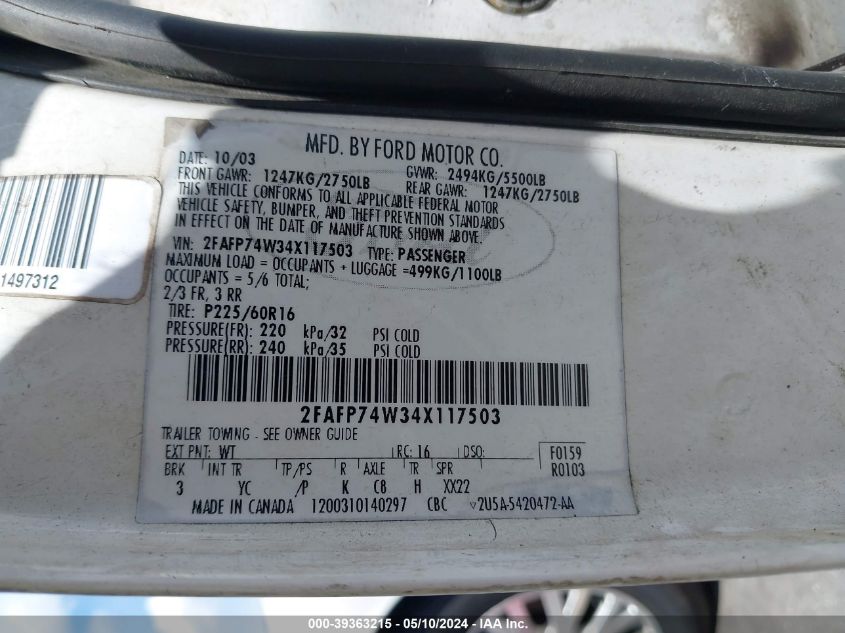 MFD. BY FORD MOTOR CO.
DATE: 10/03
GVWR: 2494KG/5500LB
FRONT GAWR: 1247KG/2750LB
REAR GAWR: 1247KG/2750LB
THIS VEHICLE CONFORMS TO ALL APPLICABLE FEDERAL MOTOR
VEHICLE SAFETY, BUMPER, AND THEFT PREVENTION STANDARDS
IN EFFECT ON THE DATE OF MANUFACTURE SHOWN ABOVE.
VIN: 2FAFP74W34X117503 TYPE: PASSENGER
MAXIMUM LOAD = OCCUPANTS + LUGGAGE =499KG/1100LB
OCCUPANTS = 5/6 TOTAL;
2/3 FR, 3 RR
TIRE: P225/60R16
PRESSURE(FR): 220 kPa/32 PSI COLD
PRESSURE(RR): 240 kPa/35 PSI COLD
2FAFP74W34X117503
TRAILER TOWING - SEE OWNER GUIDE
EXT PNT: WT RC: 16 DSO: F0159
BRK INT TR TP/PS R AXLE TR SPR R0103
3 YC /P K C8 H XX22
MADE IN CANADA 1200310140297 CBC 2U5A-5420472-AA
1497312
000-39363215 - 05/10/2024 - IAA Inc.